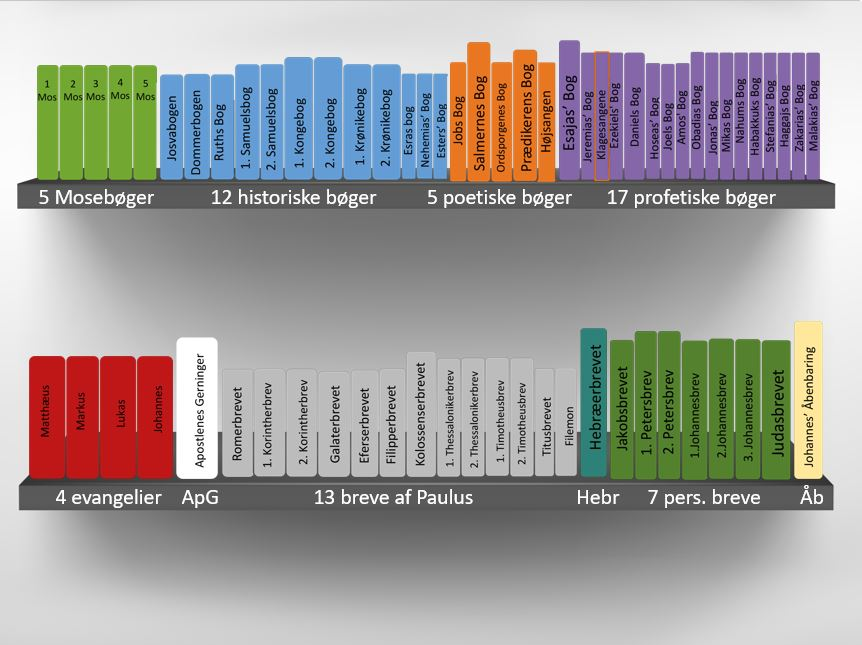 1
Mos
2
Mos
3
Mos
4
Mos
5
Mos
Josvabogen
Dommerbogen
Ruths Bog
1. Samuelsbog
2. Samuelsbog
1. Kongebog
2. Kongebog
1. Krønikebog
2. Krønikebog
Esras bog
Nehemias' Bog
Esters' Bog
Jobs Bog
Salmernes Bog
Ordsporgenes Bog
Prædikerens Bog
Højsangen
Esajas' Bog
Jeremias' Bog
Klagesangene
Ezekiels' Bog
Daniels Bog
Hoseas' Bog
Joels Bog
Amos' Bog
Obadias Bog
Jonas' Bog
Mikas Bog
Nahums Bog
Habakkuks Bog
Stefanias' Bog
Haggajs Bog
Zakarias' Bog
Malakias' Bog
5 Mosebøger
12 historiske bøger
5 poetiske bøger
17 profetiske bøger
Matthæus
Markus
Lukas
Johannes
Apostlenes Gerninger
Romerbrevet
1. Korintherbrev
2. Korintherbrev
Galaterbrevet
Eferserbrevet
Filipperbrevet
Kolossenserbrevet
1. Thessalonikerbrev
2. Thessalonikerbrev
1. Timotheusbrev
2. Timotheusbrev
Titusbrevet
Filemon
Hebræerbrevet
Jakobsbrevet
1. Petersbrev
2. Petersbrev
1.Johannesbrev
2.Johannesbrev
3. Johannesbrev
Judasbrevet
Johannes' Åbenbaring
4 evangelier
ApG
13 breve af Paulus
Hebr
7 pers. breve
Åb